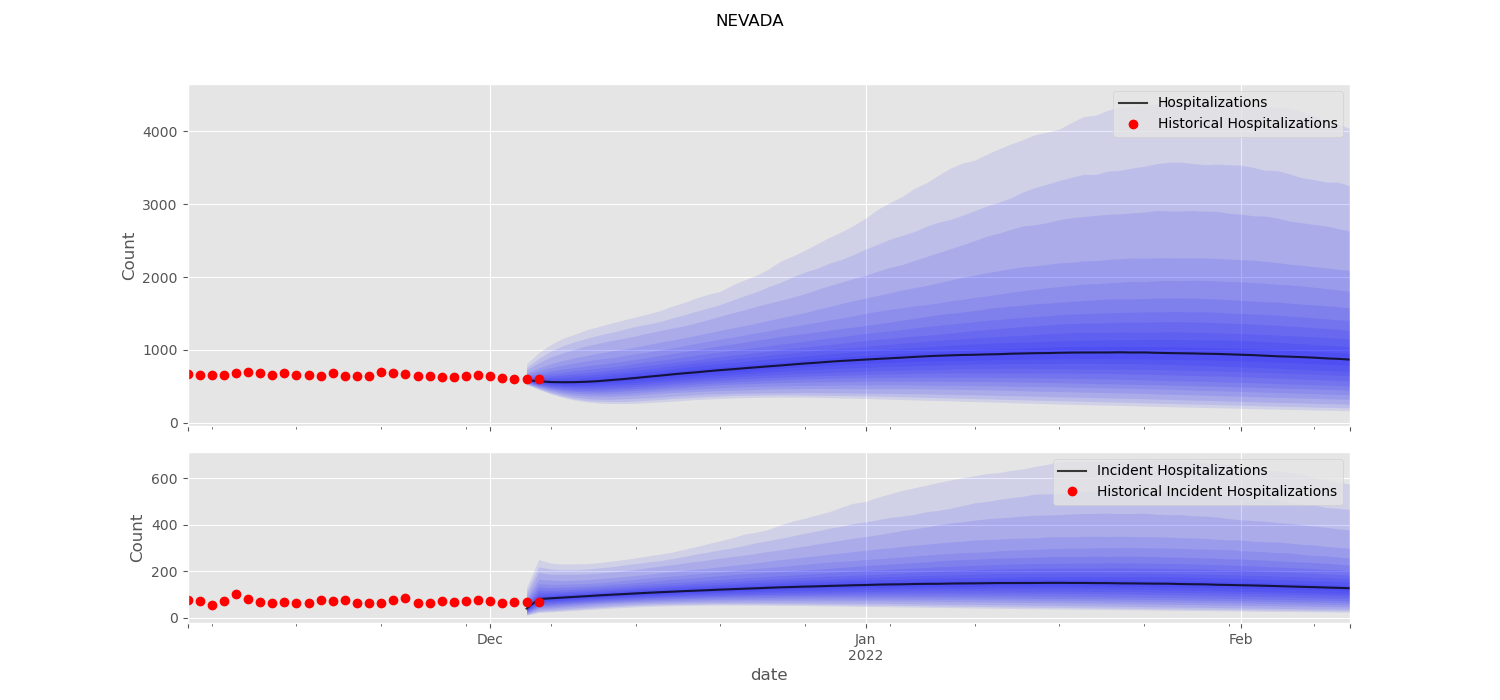 NEVADA
Hospitalizations
Historical Hospitalizations
Count
4000
3000
2000
1000
0
Incident Hospitalizations
Historical Incident Hospitalizations
Count
600
400
200
0
Dec
Jan
2022
Feb
date